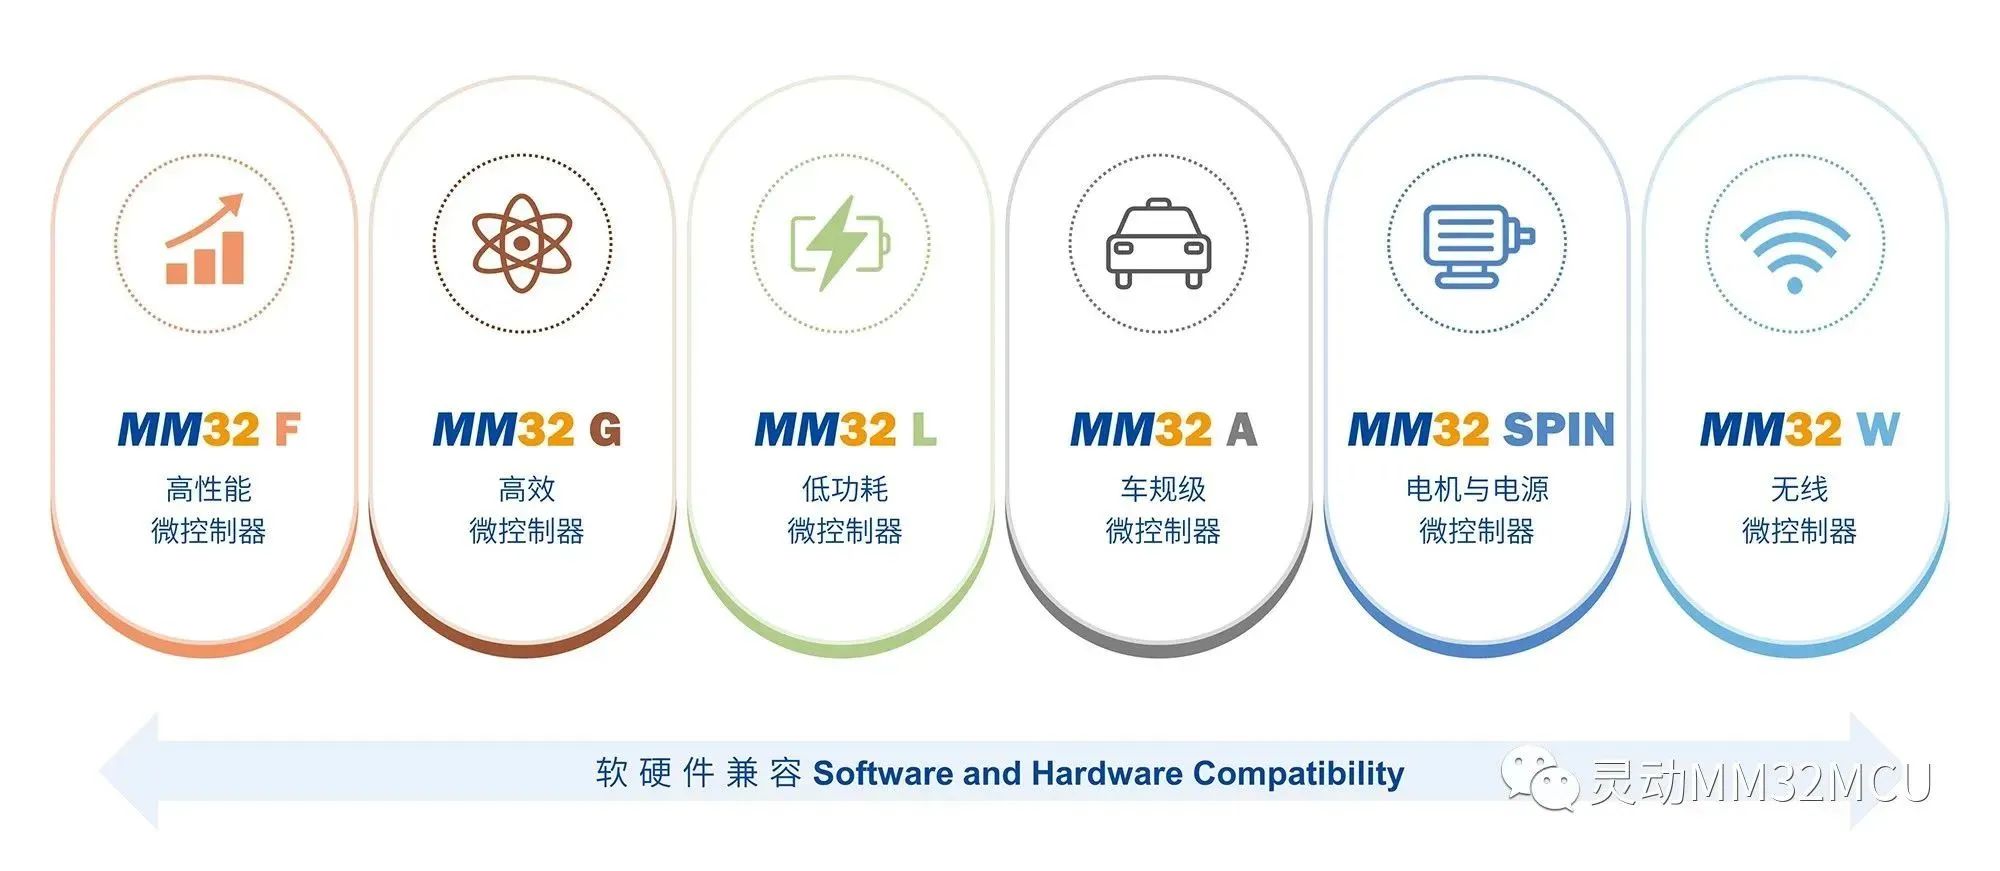 MM32 F
高性能
微控制器
MM32 G
高效
微控制器
MM32 L
低功耗
微控制器
MM32 A
车规级
微控制器
MM32 SPIN
电机与电源
微控制器
MM32 W
无线
微控制器
软硬件兼容 Software and Hardware Compatibility
灵动MM32MCU